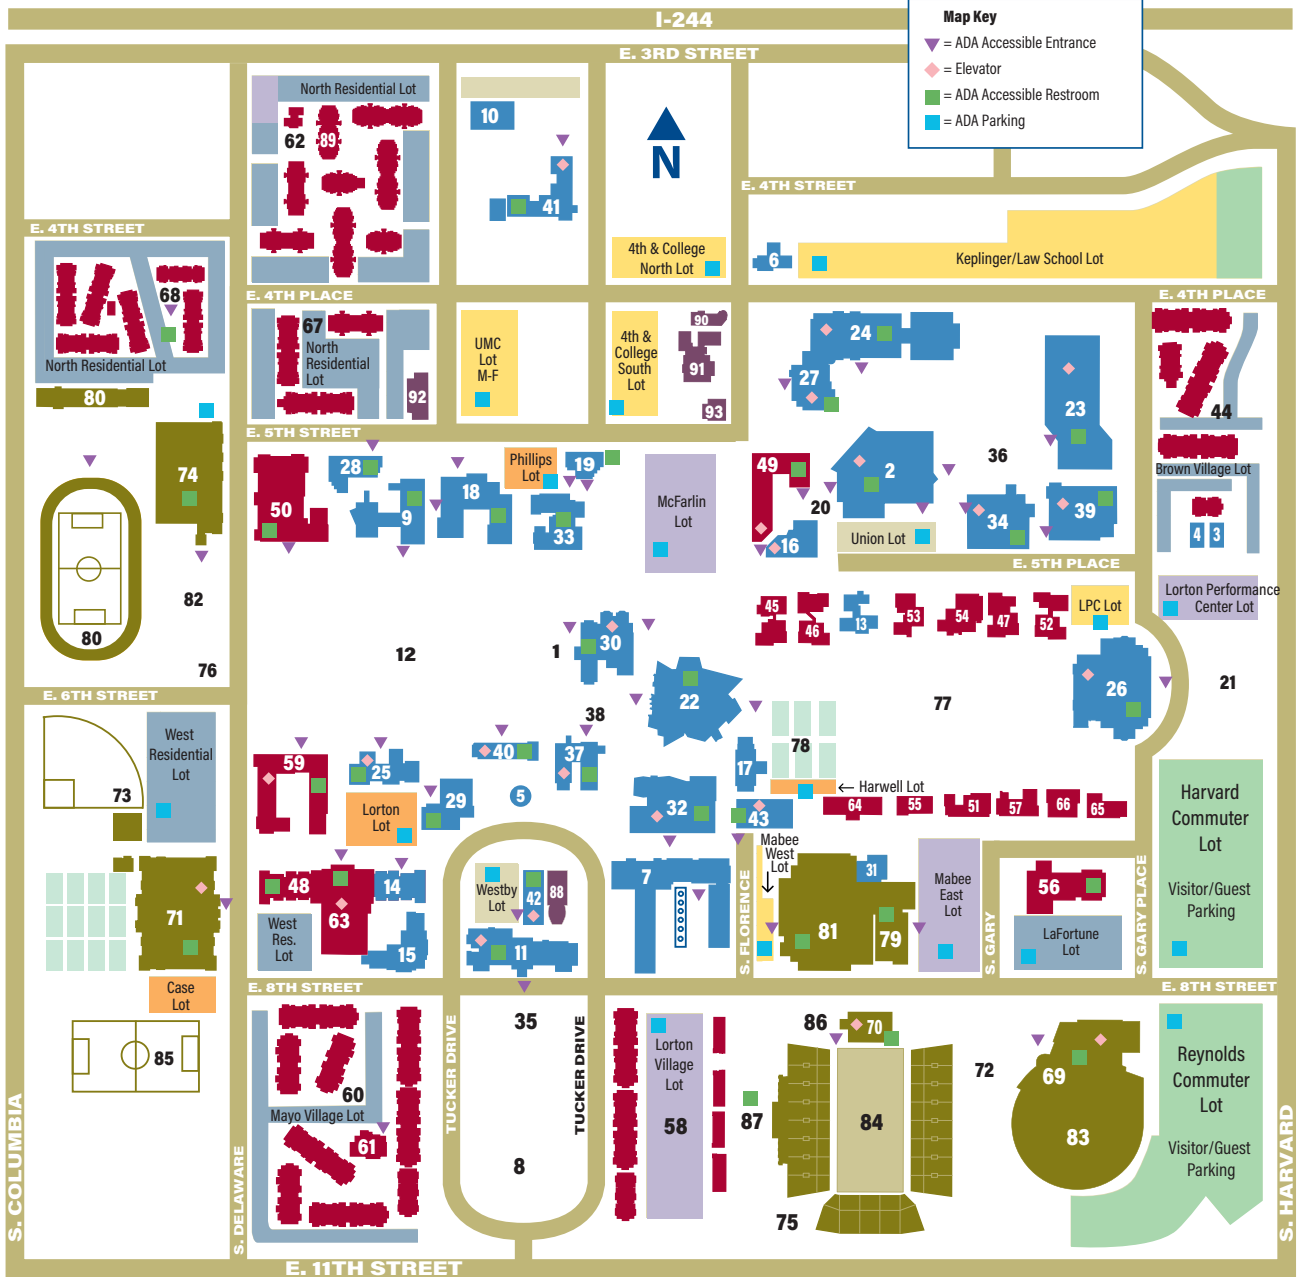 I-244
E. 3RD STREET
Map Key
= ADA Accessible Entrance
= Elevator
= ADA Accessible Restroom
= ADA Parking
North Residential Lot
62
89
10
41
N
E. 4TH STREET
4th & College
North Lot
6
Keplinger/Law School Lot
E. 4TH STREET
68
North Residential Lot
E. 4TH PLACE
E. 4TH PLACE
67
North
Residential
Lot
92
UMC
Lot
M-F
4th &
College
South
Lot
90
91
93
24
27
23
44
Brown Village Lot
4
3
80
74
E. 5TH STREET
28
50
9
18
Phillips
Lot
19
33
McFarlin
Lot
49
20
16
2
Union Lot
36
34
39
E. 5TH PLACE
Lorton Performance
Center Lot
80
82
76
12
1
30
38
22
45
46
13
53
54
47
52
LPC Lot
26
77
21
E. 6TH STREET
West
Residential
Lot
73
59
25
Lorton
Lot
29
40
5
37
32
17
43
78
Harwell Lot
64
55
51
57
66
65
Harvard
Commuter
Lot
Visitor/Guest
Parking
71
Case
Lot
48
63
14
15
West
Res.
Lot
Westby
Lot
42
88
11
7
S. FLORENCE
Mabee
West
Lot
81
31
79
Mabee
East
Lot
S. GARY
56
LaFortune
Lot
S. GARY PLACE
E. 8TH STREET
E. 8TH STREET
85
60
Mayo Village Lot
61
TUCKER DRIVE
35
8
TUCKER DRIVE
Lorton
Village
Lot
58
87
86
70
84
75
72
69
83
Reynolds
Commuter
Lot
Visitor/Guest
Parking
S. COLUMBIA
S. DELAWARE
S. HARVARD
E. 11TH STREET